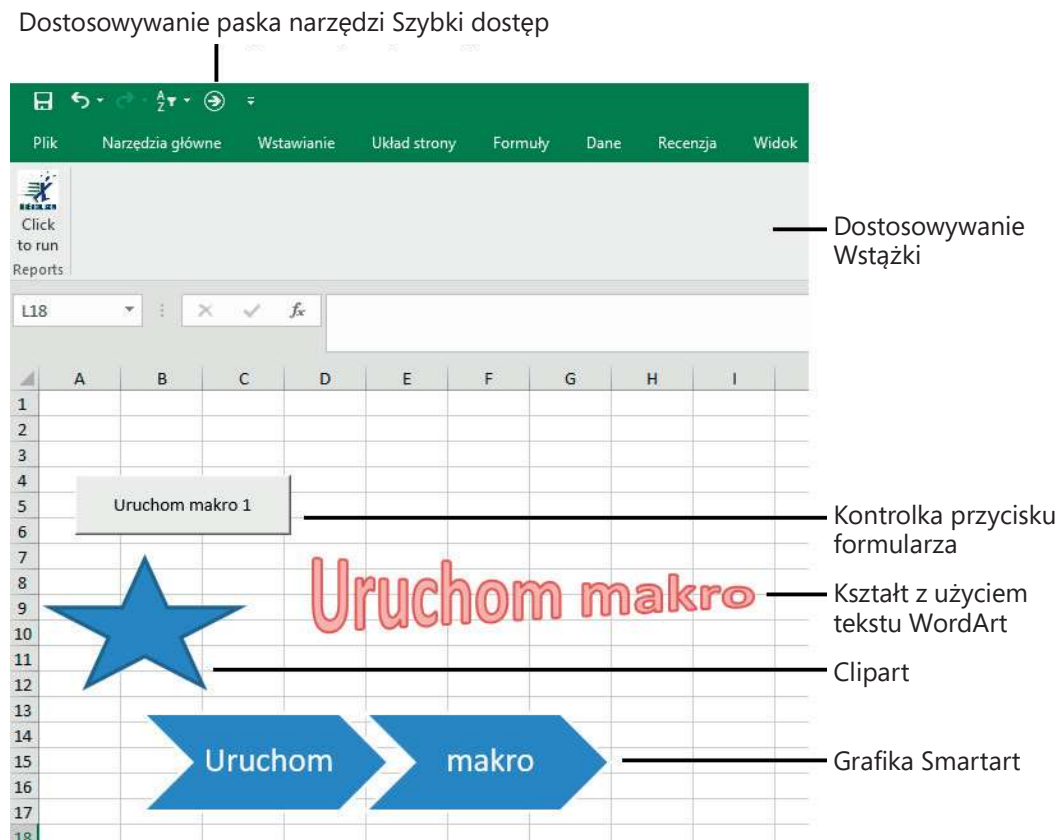 Dostosowywanie paska narzędzi Szybki dostęp
A
Z
Plik Narzędzia główne Wstawianie Układ strony Formuły Dane Recenzja Widok
Click
to run
Reports
Dostosowywanie
Wstążki
L18 fx
A B C D E F G H I
1
2
3
4
5
6
7
8
9
10
11
12
13
14
15
16
17
18
Uruchom makro 1
Kontrolka przycisku
formularza
Uruchom makro
Kształt z użyciem
tekstu WordArt
Clipart
Uruchom makro
Grafika Smartart